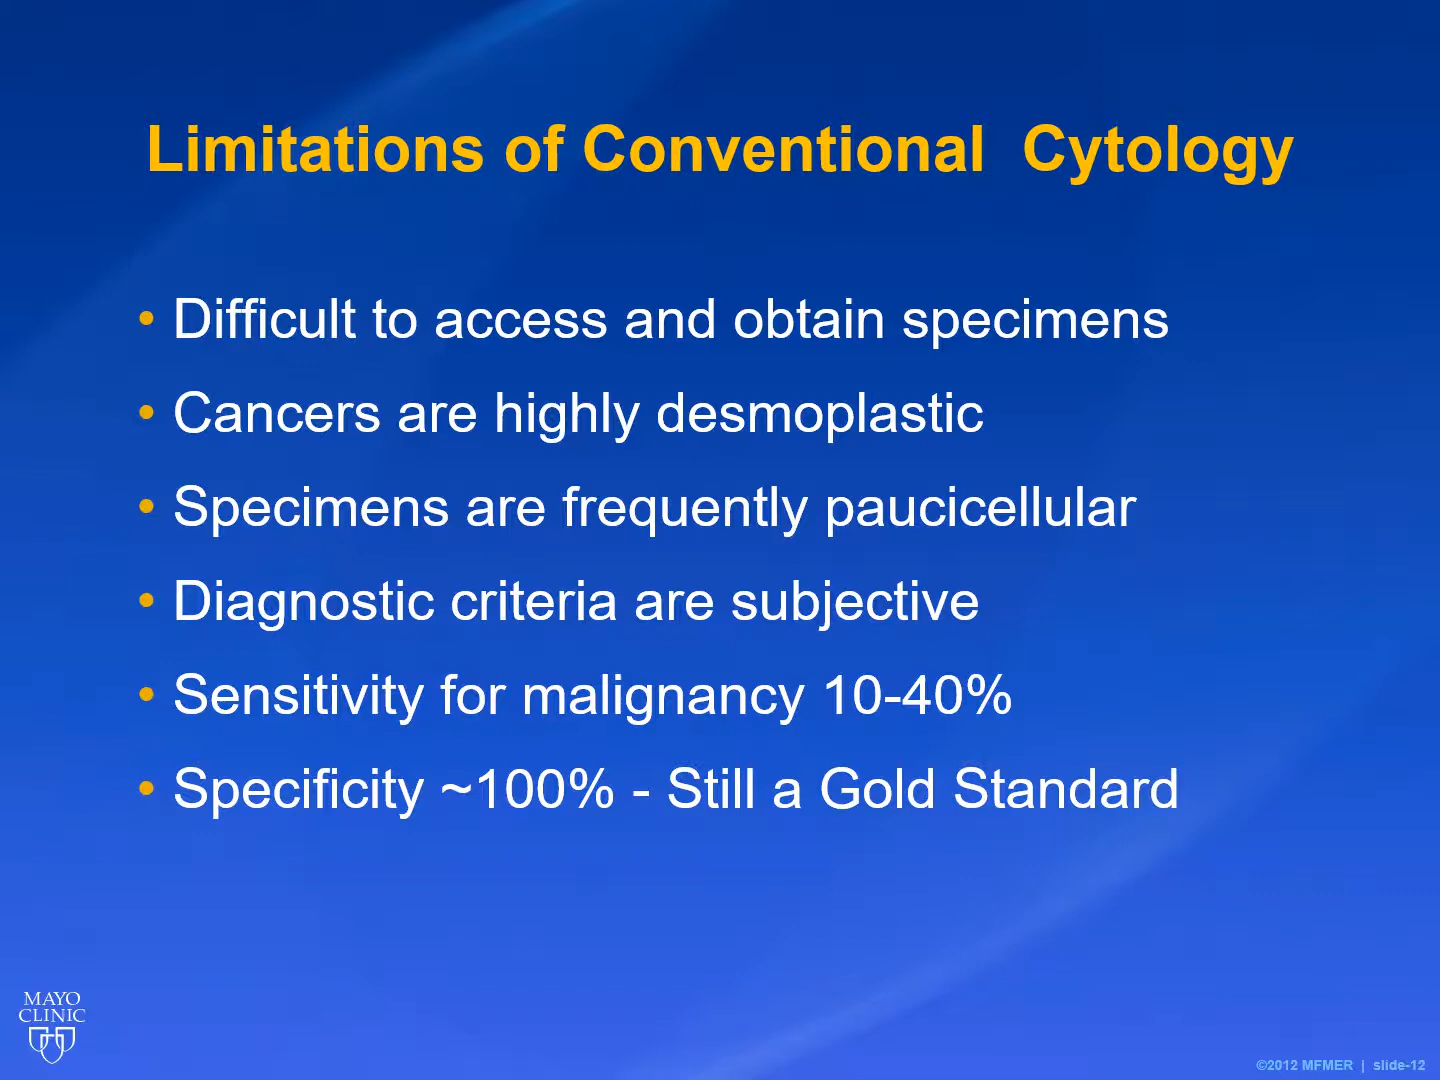 Limitations of Conventional  Cytology
• Difficult to access and obtain specimens
• Cancers are highly desmoplastic
• Specimens are frequently paucicellular
• Diagnostic criteria are subjective
• Sensitivity for malignancy 10-40%
• Specificity ~100% - Still a Gold Standard
MAYO
CLINIC
©2012 MFMER | slide-12